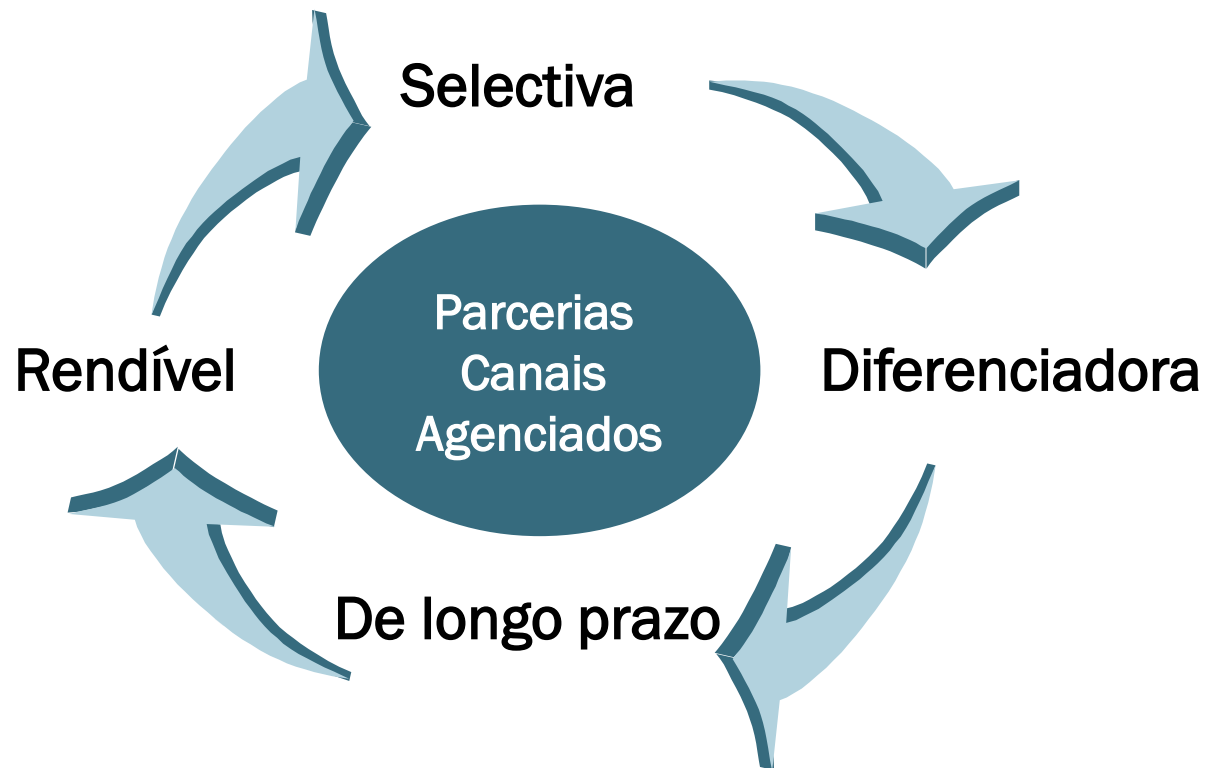 Selectiva
Parcerias
Canais
Agenciados
Rendível
Diferenciadora
De longo prazo